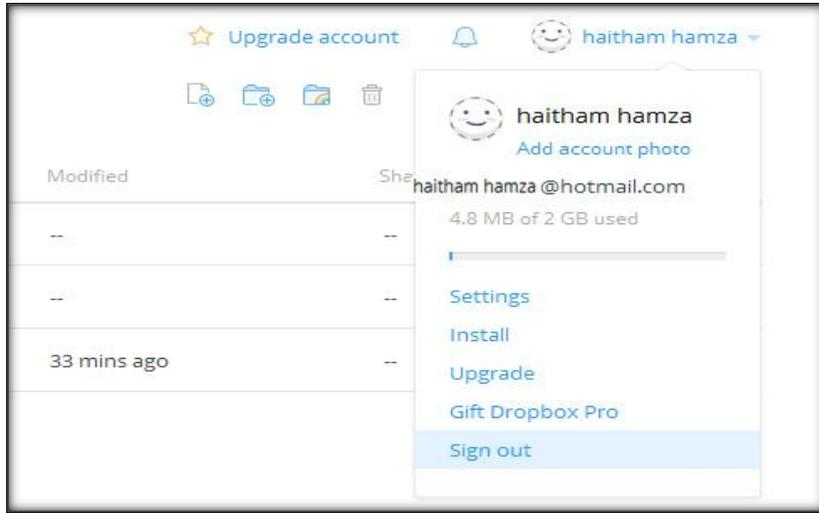 Upgrade account
haitham hamza
haitham hamza
Add account photo
Modified
Sha
haitham hamza @hotmail.com
4.8 MB of 2 GB used
--
--
--
--
Settings
Install
33 mins ago
--
Upgrade
Gift Dropbox Pro
Sign out